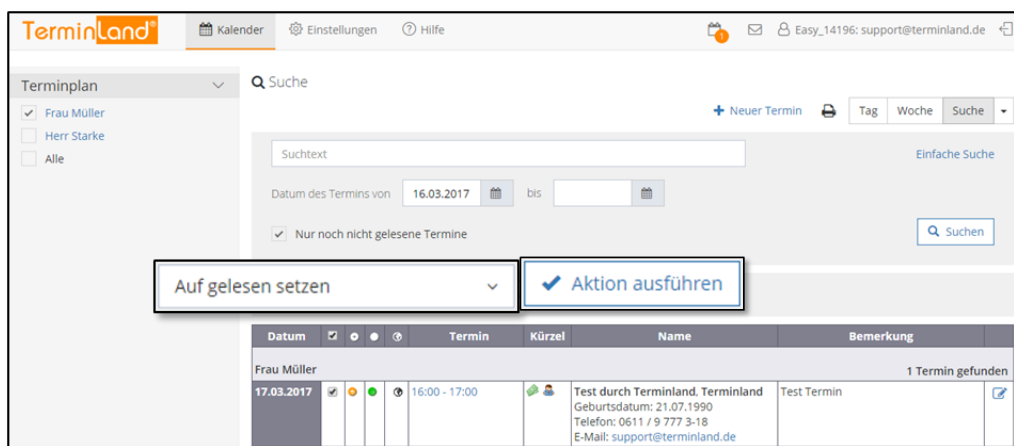 TerminLand®
Kalender
Einstellungen
? Hilfe
1
Easy_14196: support@terminland.de
Terminplan
Frau Müller
Herr Starke
Alle
Suche
+ Neuer Termin
Tag
Woche
Suche
Suchtext
Einfache Suche
Datum des Termins von 16.03.2017 bis
Nur noch nicht gelesene Termine
Suchen
Auf gelesen setzen
Aktion ausführen
Datum Termin Kürzel Name Bemerkung
Frau Müller 1 Termin gefunden
17.03.2017 16:00 - 17:00 Test durch Terminland, Terminland Test Termin
Geburtsdatum: 21.07.1990
Telefon: 0611 / 9 777 3-18
E-Mail: support@terminland.de